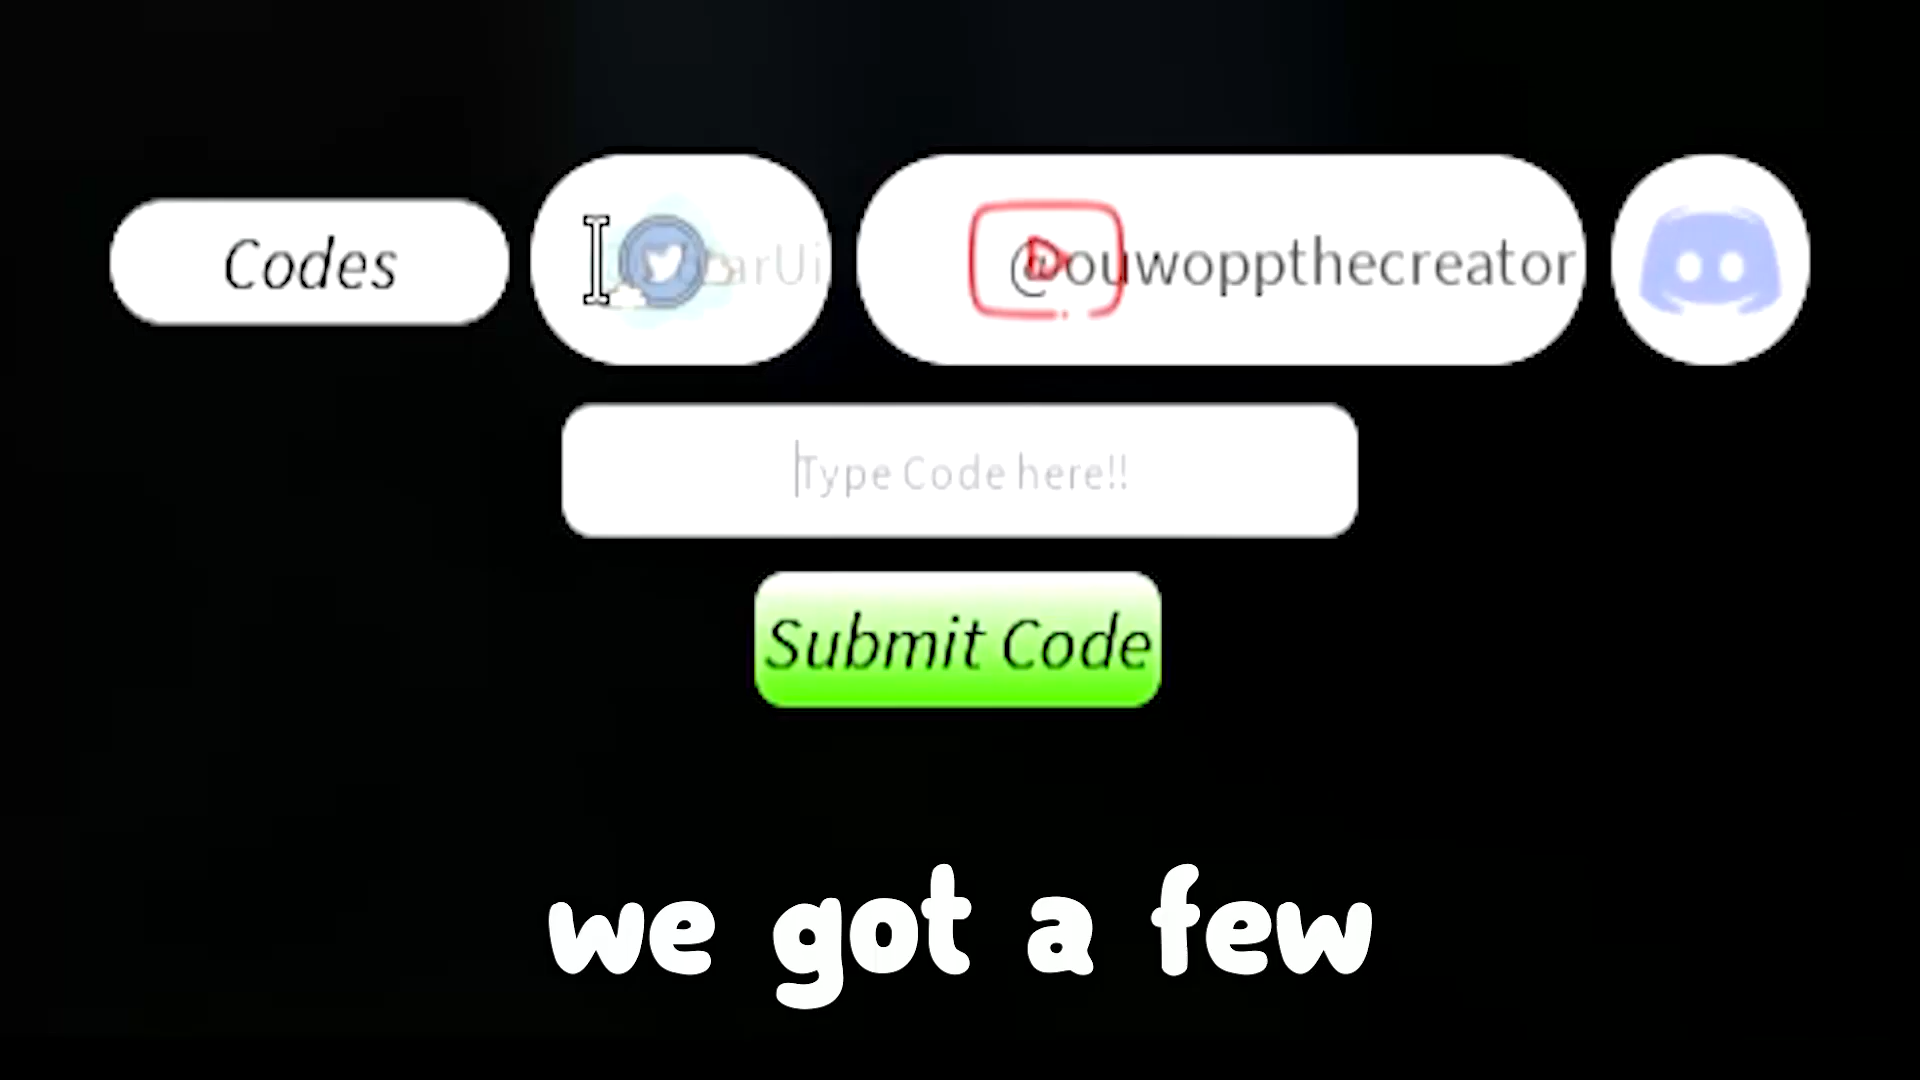 Codes
@ouwoppthecreator
Type Code here!!
Submit Code
we got a few